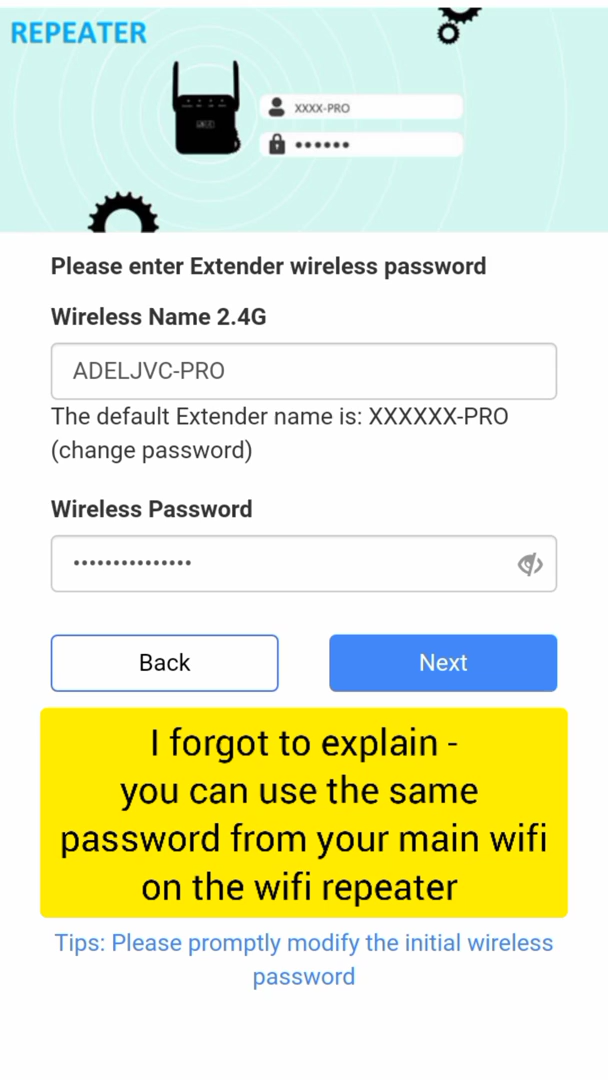 REPEATER
XXXX-PRO
••••••
Please enter Extender wireless password
Wireless Name 2.4G
ADELJVC-PRO
The default Extender name is: XXXXXX-PRO
(change password)
Wireless Password
•••••••••••••••
Back
Next
I forgot to explain -
you can use the same
password from your main wifi
on the wifi repeater
Tips: Please promptly modify the initial wireless
password